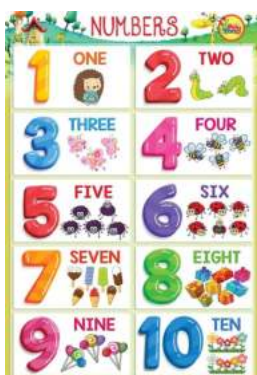 NUMBERS
1 ONE
2 TWO
3 THREE
4 FOUR
5 FIVE
6 SIX
7 SEVEN
8 EIGHT
9 NINE
10 TEN